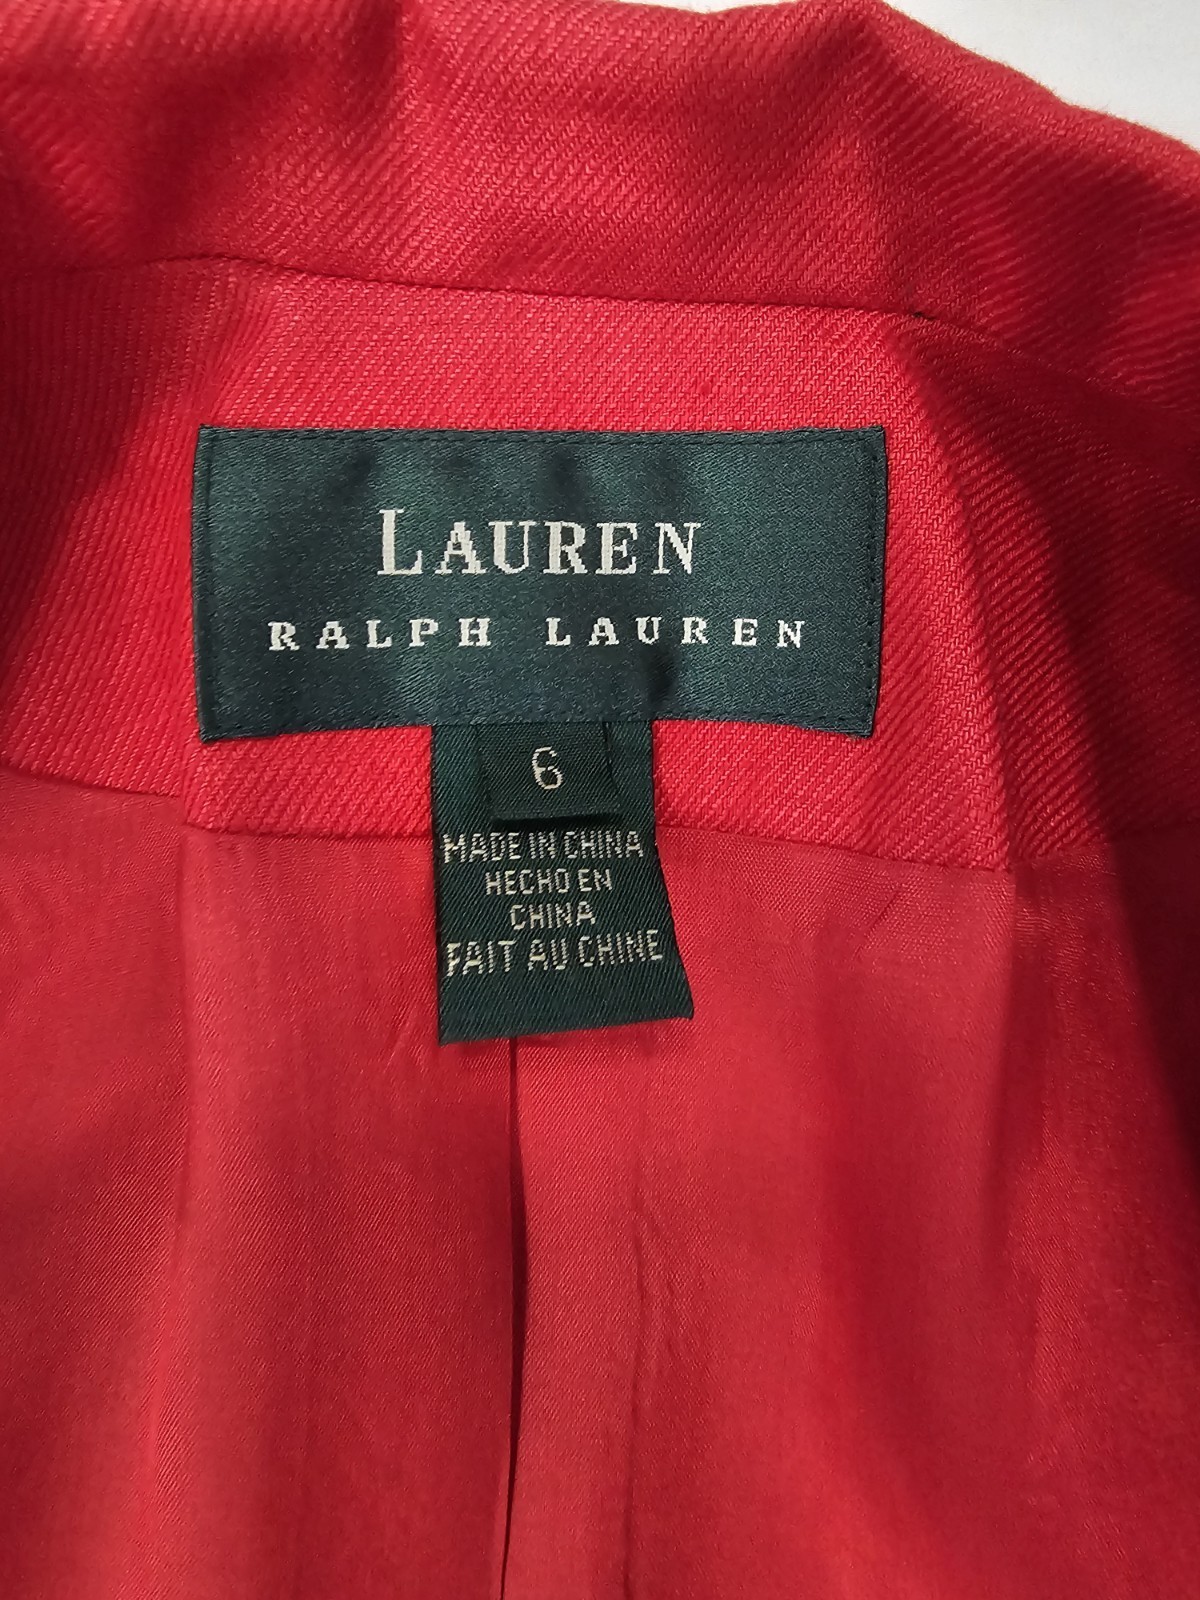 LAUREN
RALPH LAUREN
6
MADE IN CHINA
HECHO EN
CHINA
FAIT AU CHINE